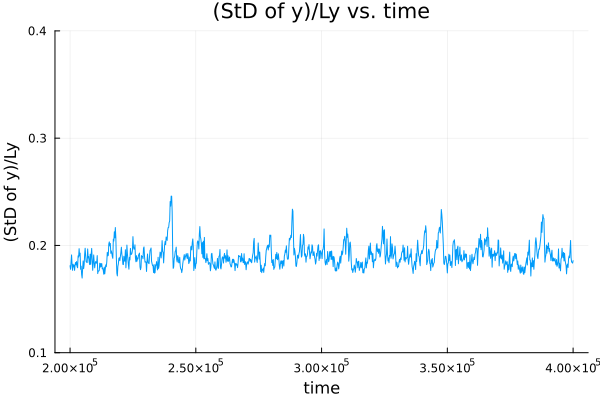 (StD of y)/Ly vs. time
0.4
0.3
0.2
0.1
(StD of y)/Ly
2.00×10⁵ 2.50×10⁵ 3.00×10⁵ 3.50×10⁵ 4.00×10⁵
time